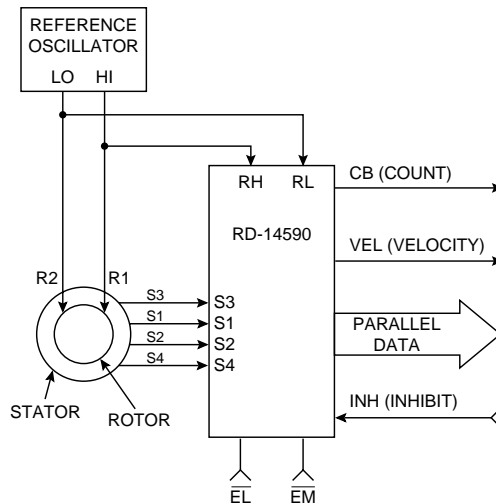 REFERENCE
OSCILLATOR
LO HI
RH RL
CB (COUNT)
RD-14590
VEL (VELOCITY)
R2 R1
S3 S3
S1 S1
S2 S2
S4 S4
PARALLEL
DATA
INH (INHIBIT)
STATOR
ROTOR
EL EM